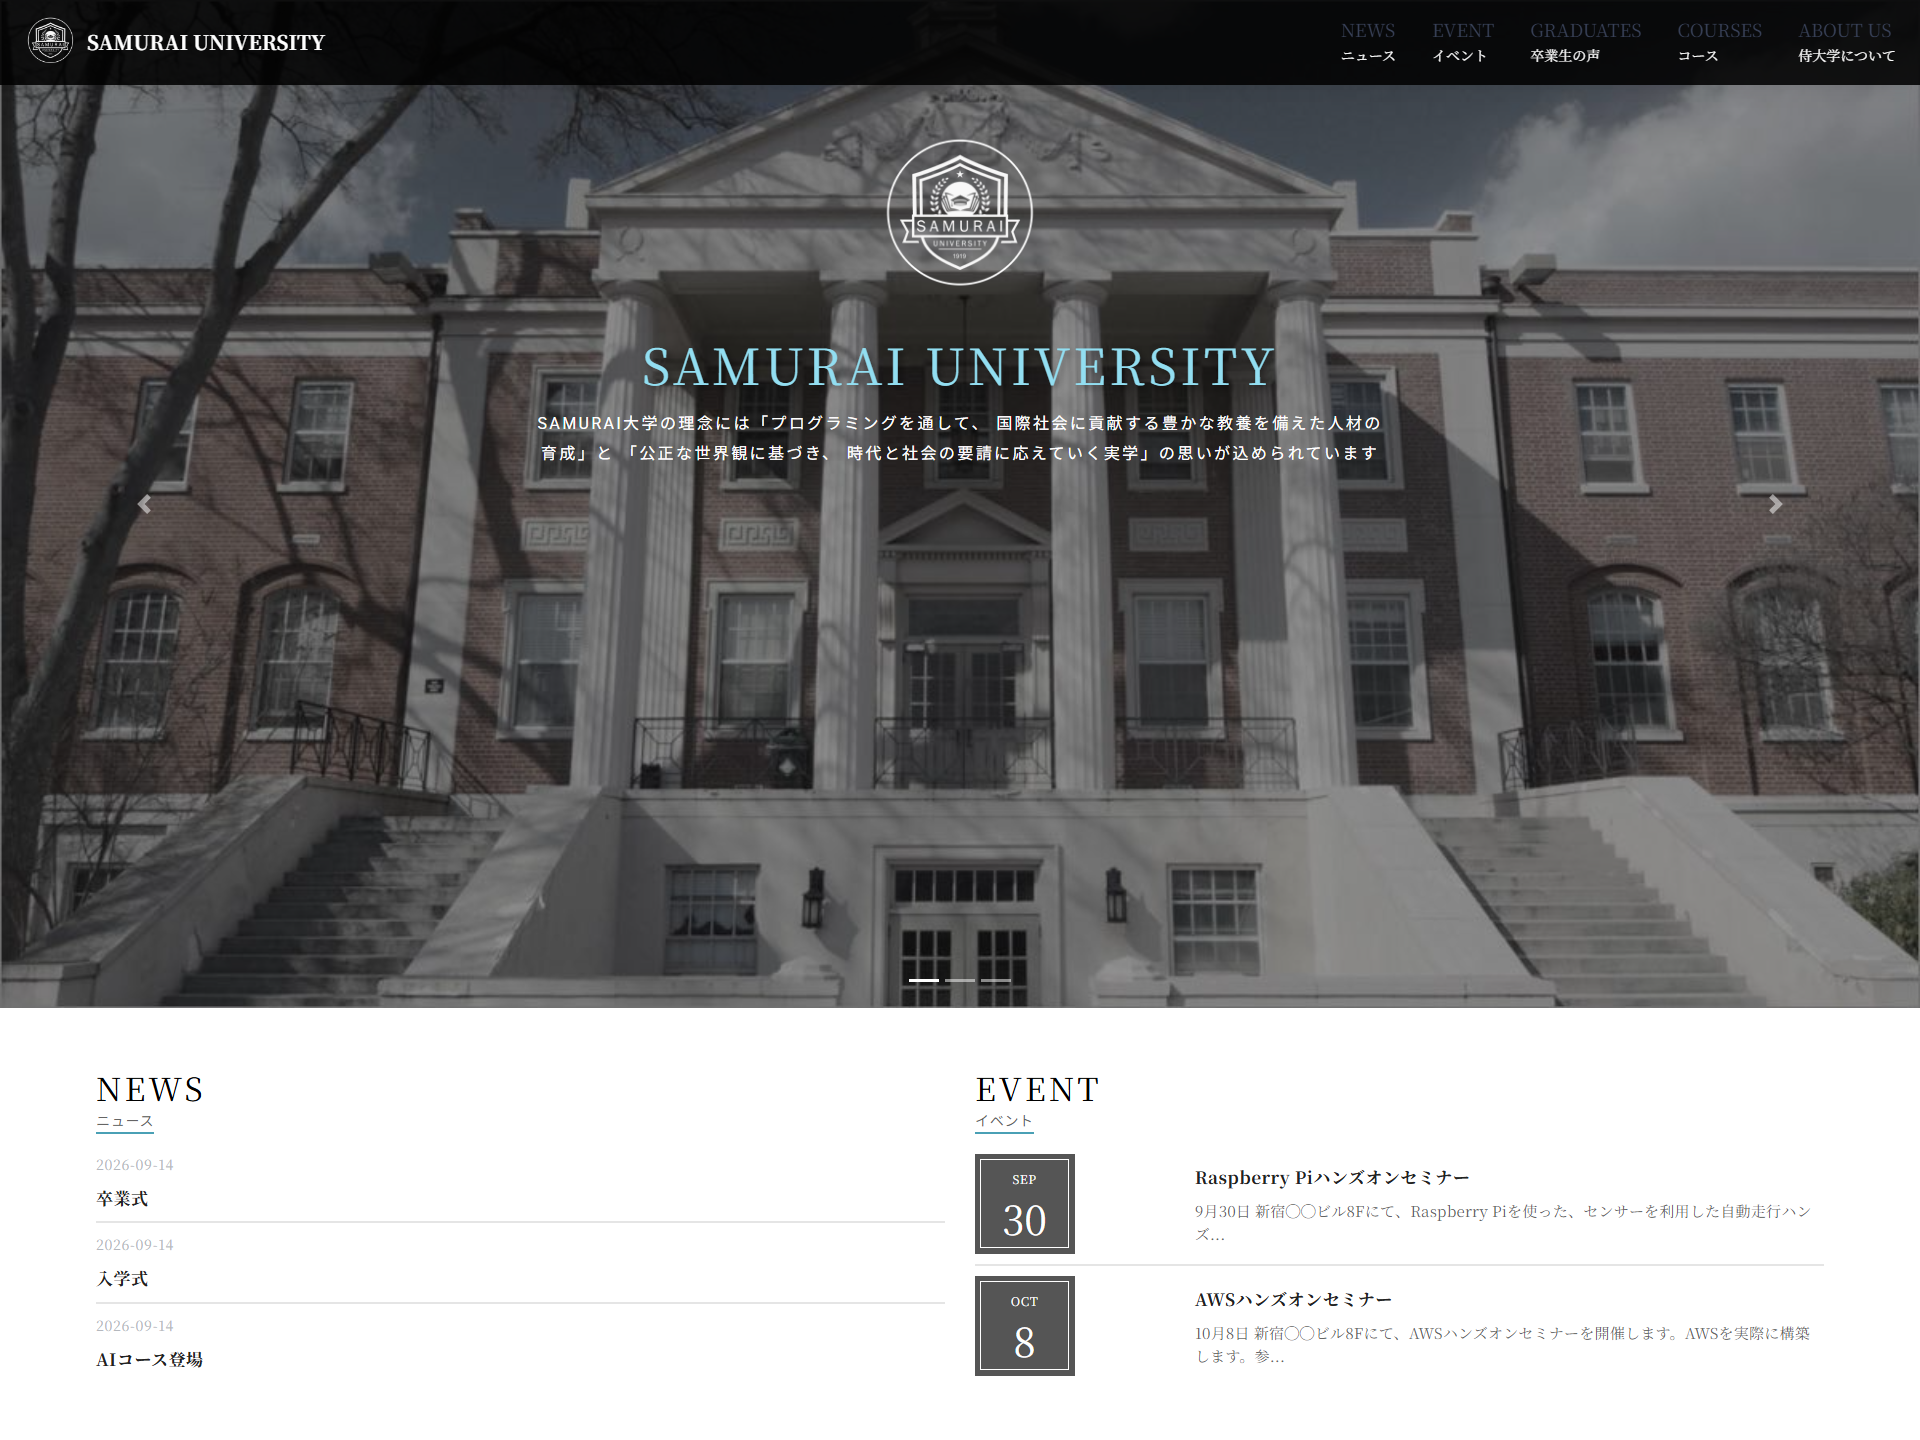 SAMURAI UNIVERSITY
NEWS
ニュース
EVENT
イベント
GRADUATES
卒業生の声
COURSES
コース
ABOUT US
侍大学について
SAMURAI
UNIVERSITY
1919
SAMURAI UNIVERSITY
SAMURAI大学の理念には「プログラミングを通して、 国際社会に貢献する豊かな教養を備えた人材の
育成」と 「公正な世界観に基づき、 時代と社会の要請に応えていく実学」の思いが込められています
NEWS
ニュース
2026-09-14
卒業式
2026-09-14
入学式
2026-09-14
AIコース登場
EVENT
イベント
SEP
30
Raspberry Piハンズオンセミナー
9月30日 新宿◯◯ビル8Fにて、Raspberry Piを使った、センサーを利用した自動走行ハン
ズ...
OCT
8
AWSハンズオンセミナー
10月8日 新宿◯◯ビル8Fにて、AWSハンズオンセミナーを開催します。AWSを実際に構築
します。参...